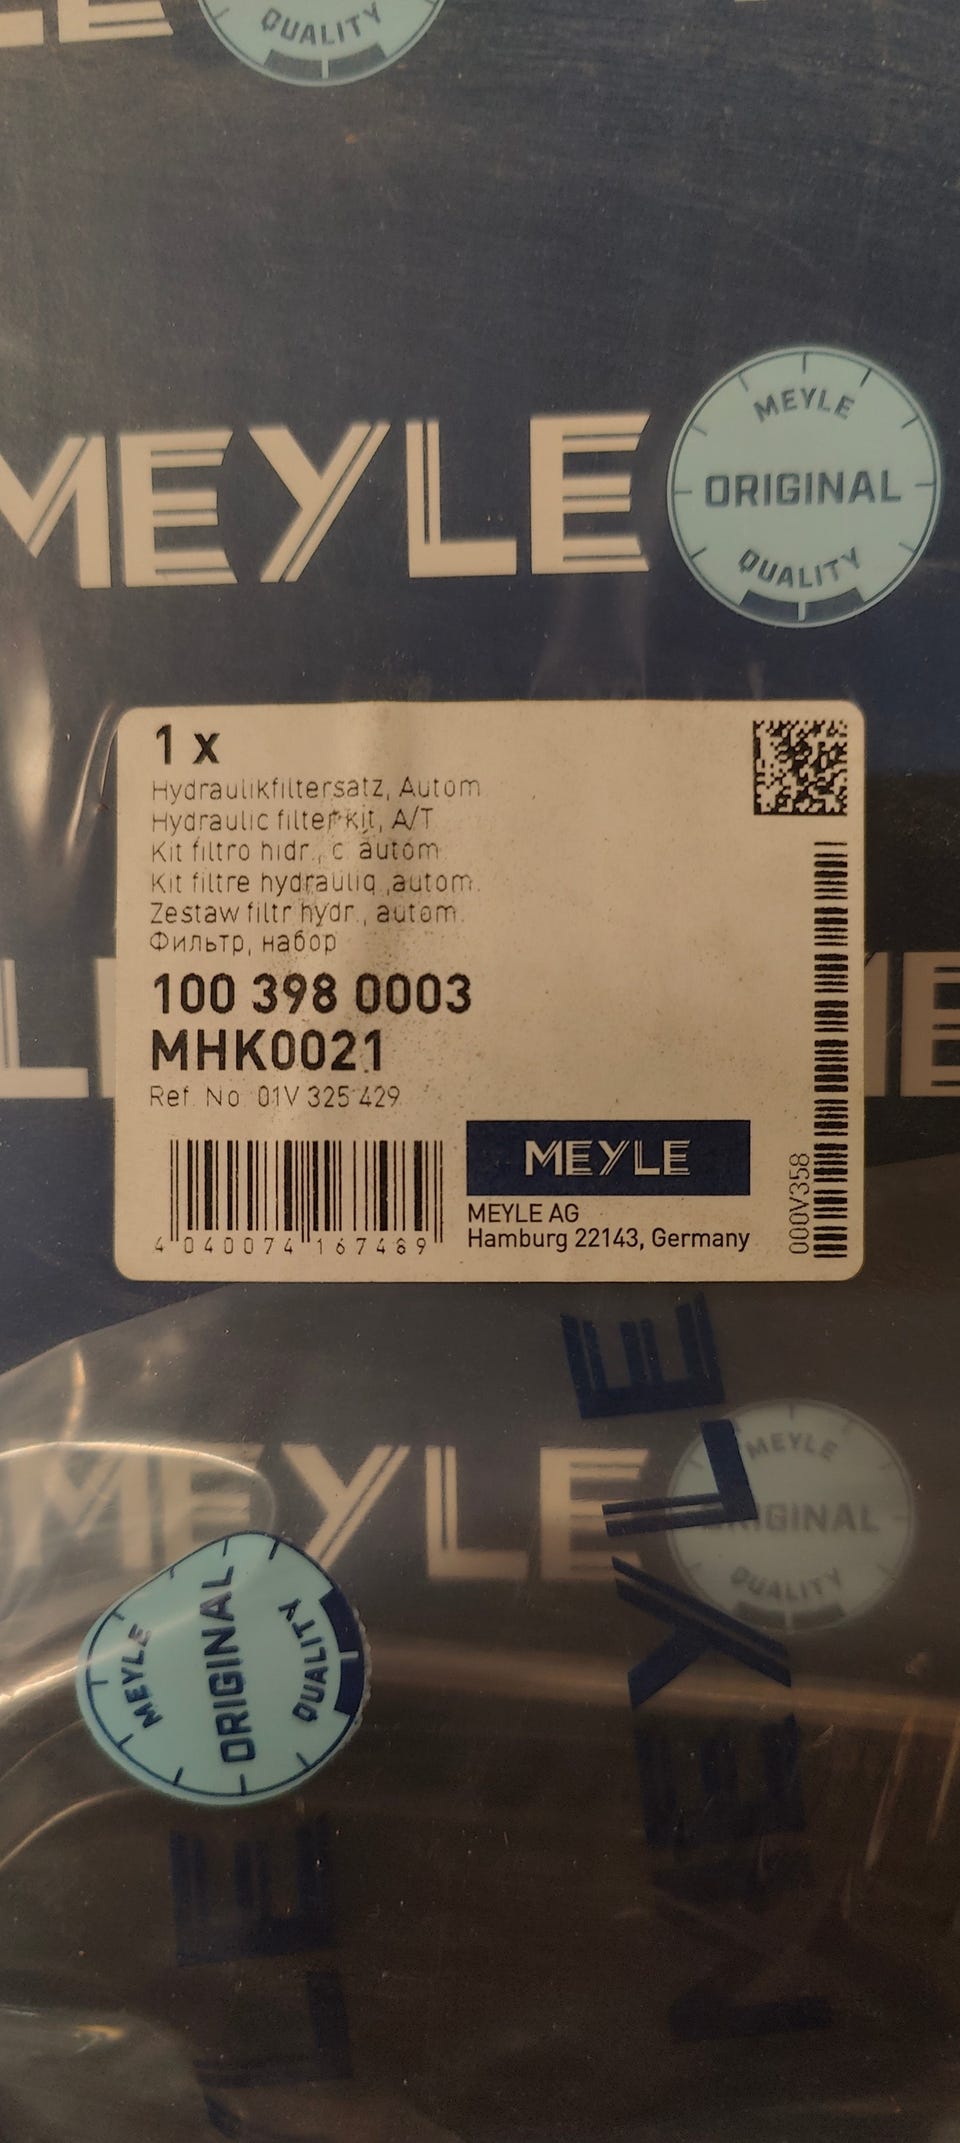 QUALITY
MEYLE
MEYLE
ORIGINAL
QUALITY
1 x
Hydraulikfiltersatz, Autom.
Hydraulic filter kit, A/T
Kit filtro hidr., c. autom.
Kit filtre hydrauliq.,autom.
Zestaw filtr hydr., autom.
Фильтр, набор
100 398 0003
MHK0021
Ref. No. 01V 325 429
4 040074 167489
MEYLE
MEYLE AG
Hamburg 22143, Germany
000V358
MEYLE
MEYLE
ORIGINAL
QUALITY
MEYLE
MEYLE
ORIGINAL
QUALITY